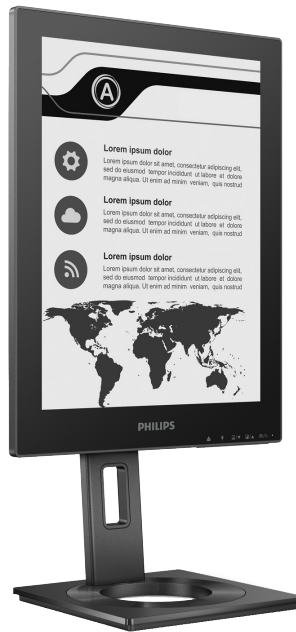 A
Lorem ipsum dolor
Lorem ipsum dolor sit amet, consectetur adipiscing elit,
sed do eiusmod tempor incididunt ut labore et dolore
magna aliqua. Ut enim ad minim veniam, quis nostrud
Lorem ipsum dolor
Lorem ipsum dolor sit amet, consectetur adipiscing elit,
sed do eiusmod tempor incididunt ut labore et dolore
magna aliqua. Ut enim ad minim veniam, quis nostrud
Lorem ipsum dolor
Lorem ipsum dolor sit amet, consectetur adipiscing elit,
sed do eiusmod tempor incididunt ut labore et dolore
magna aliqua. Ut enim ad minim veniam, quis nostrud
PHILIPS